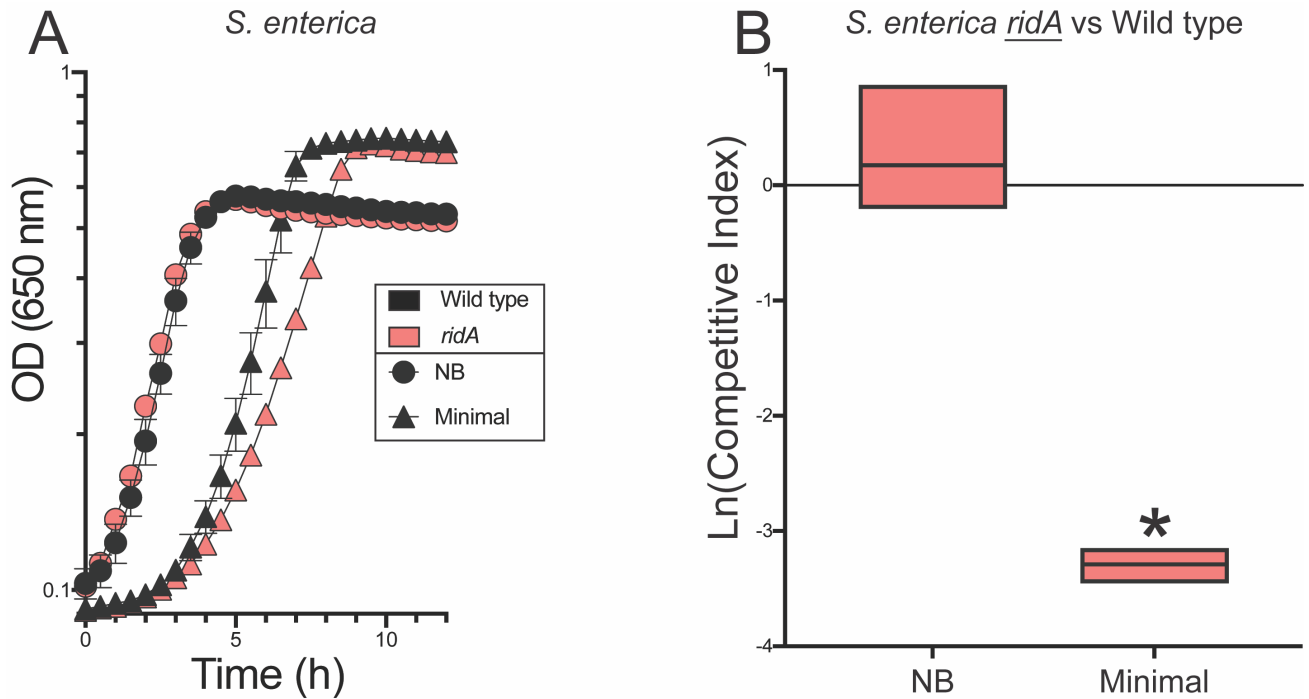 A
S. enterica
1
0.1
OD (650 nm)
0
5
10
Time (h)
Wild type
ridA
NB
Minimal
B
S. enterica ridA vs Wild type
1
0
-1
-2
-3
-4
Ln(Competitive Index)
*
NB
Minimal